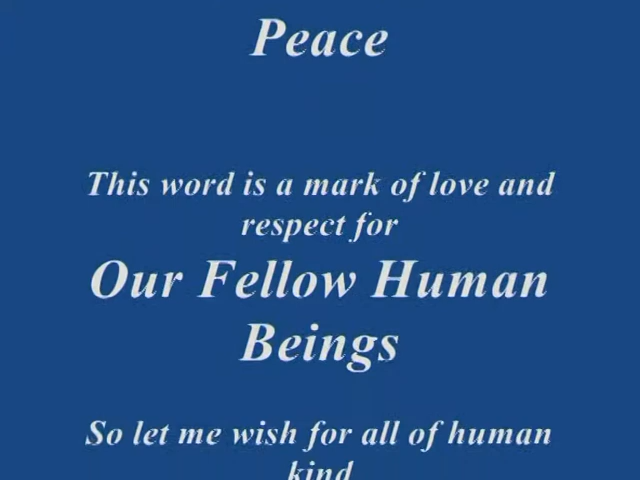 Peace
This word is a mark of love and
respect for
Our Fellow Human
Beings
So let me wish for all of human
kind